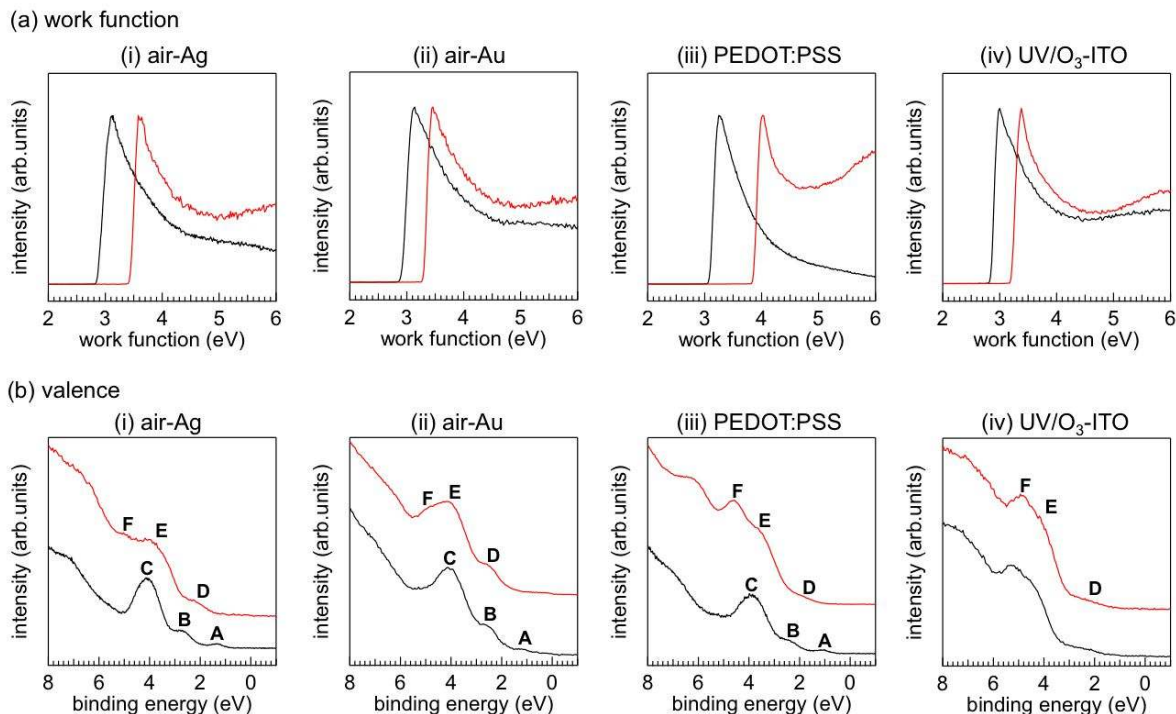 (a) work function
(i) air-Ag
(ii) air-Au
(iii) PEDOT:PSS
(iv) UV/O₃-ITO
intensity (arb.units)
intensity (arb.units)
intensity (arb.units)
intensity (arb.units)
2 3 4 5 6
2 3 4 5 6
2 3 4 5 6
2 3 4 5 6
work function (eV)
work function (eV)
work function (eV)
work function (eV)
(b) valence
(i) air-Ag
(ii) air-Au
(iii) PEDOT:PSS
(iv) UV/O₃-ITO
intensity (arb.units)
F E D
C B A
8 6 4 2 0
binding energy (eV)
intensity (arb.units)
F E D
C B A
8 6 4 2 0
binding energy (eV)
intensity (arb.units)
F E D
C B A
8 6 4 2 0
binding energy (eV)
intensity (arb.units)
F E D
8 6 4 2 0
binding energy (eV)